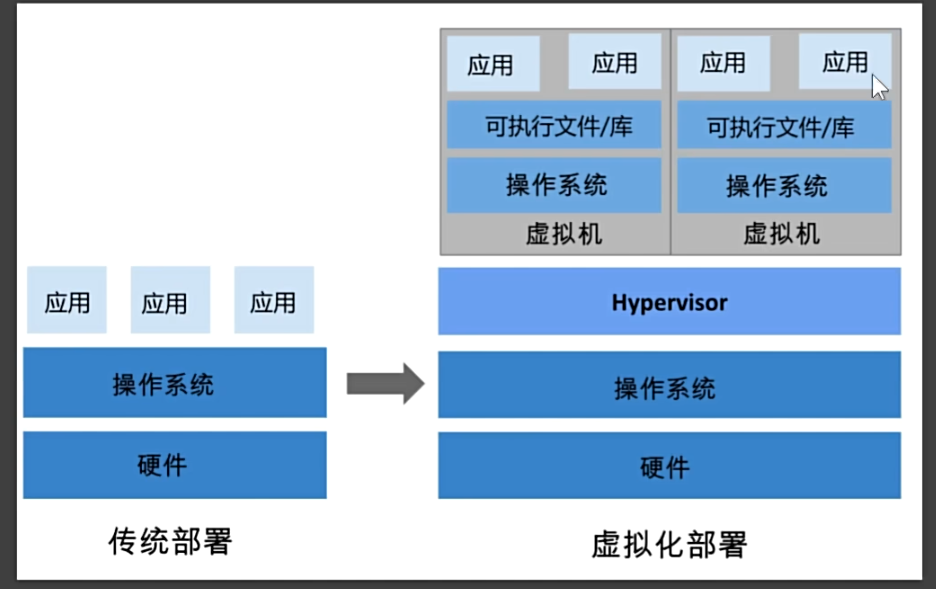 应用 应用 应用 应用
可执行文件/库 可执行文件/库
操作系统 操作系统
虚拟机 虚拟机
应用 应用 应用
Hypervisor
操作系统
操作系统
硬件
硬件
传统部署
虚拟化部署